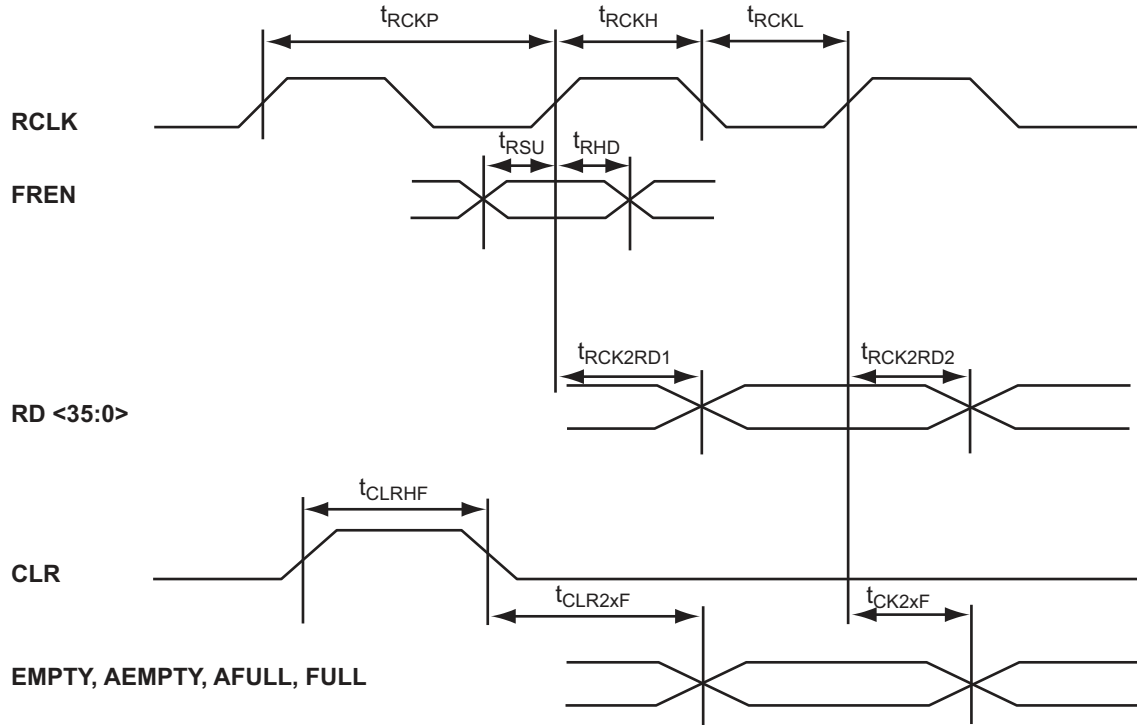 tRCKP tRCKH tRCKL
RCLK
tRSU tRHD
FREN
tRCK2RD1 tRCK2RD2
RD <35:0>
tCLRHF
CLR
tCLR2xF tCK2xF
EMPTY, AEMPTY, AFULL, FULL